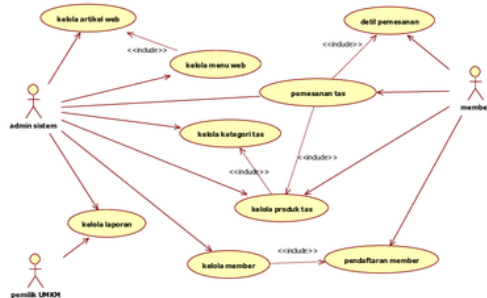 kelola artikel web
detil pemesanan
<<include>>
<<include>>
kelola menu web
pemesanan tas
admin sistem
membe
kelola kategori tas
<<include>>
<<include>>
kelola produk tas
kelola laporan
<<include>>
kelola member
pendaftaran member
pemilik UMKM